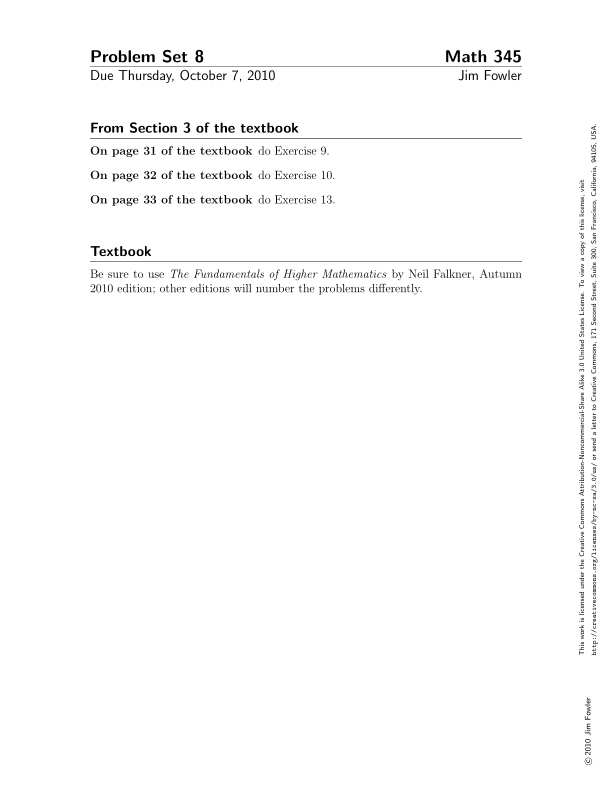 Problem Set 8 Math 345
Due Thursday, October 7, 2010 Jim Fowler
From Section 3 of the textbook
On page 31 of the textbook do Exercise 9.
On page 32 of the textbook do Exercise 10.
On page 33 of the textbook do Exercise 13.
Textbook
Be sure to use The Fundamentals of Higher Mathematics by Neil Falkner, Autumn
2010 edition; other editions will number the problems differently.
This work is licensed under the Creative Commons Attribution-Noncommercial-Share Alike 3.0 United States License. To view a copy of this license, visit
http://creativecommons.org/licenses/by-nc-sa/3.0/us/ or send a letter to Creative Commons, 171 Second Street, Suite 300, San Francisco, California, 94105, USA.
© 2010 Jim Fowler